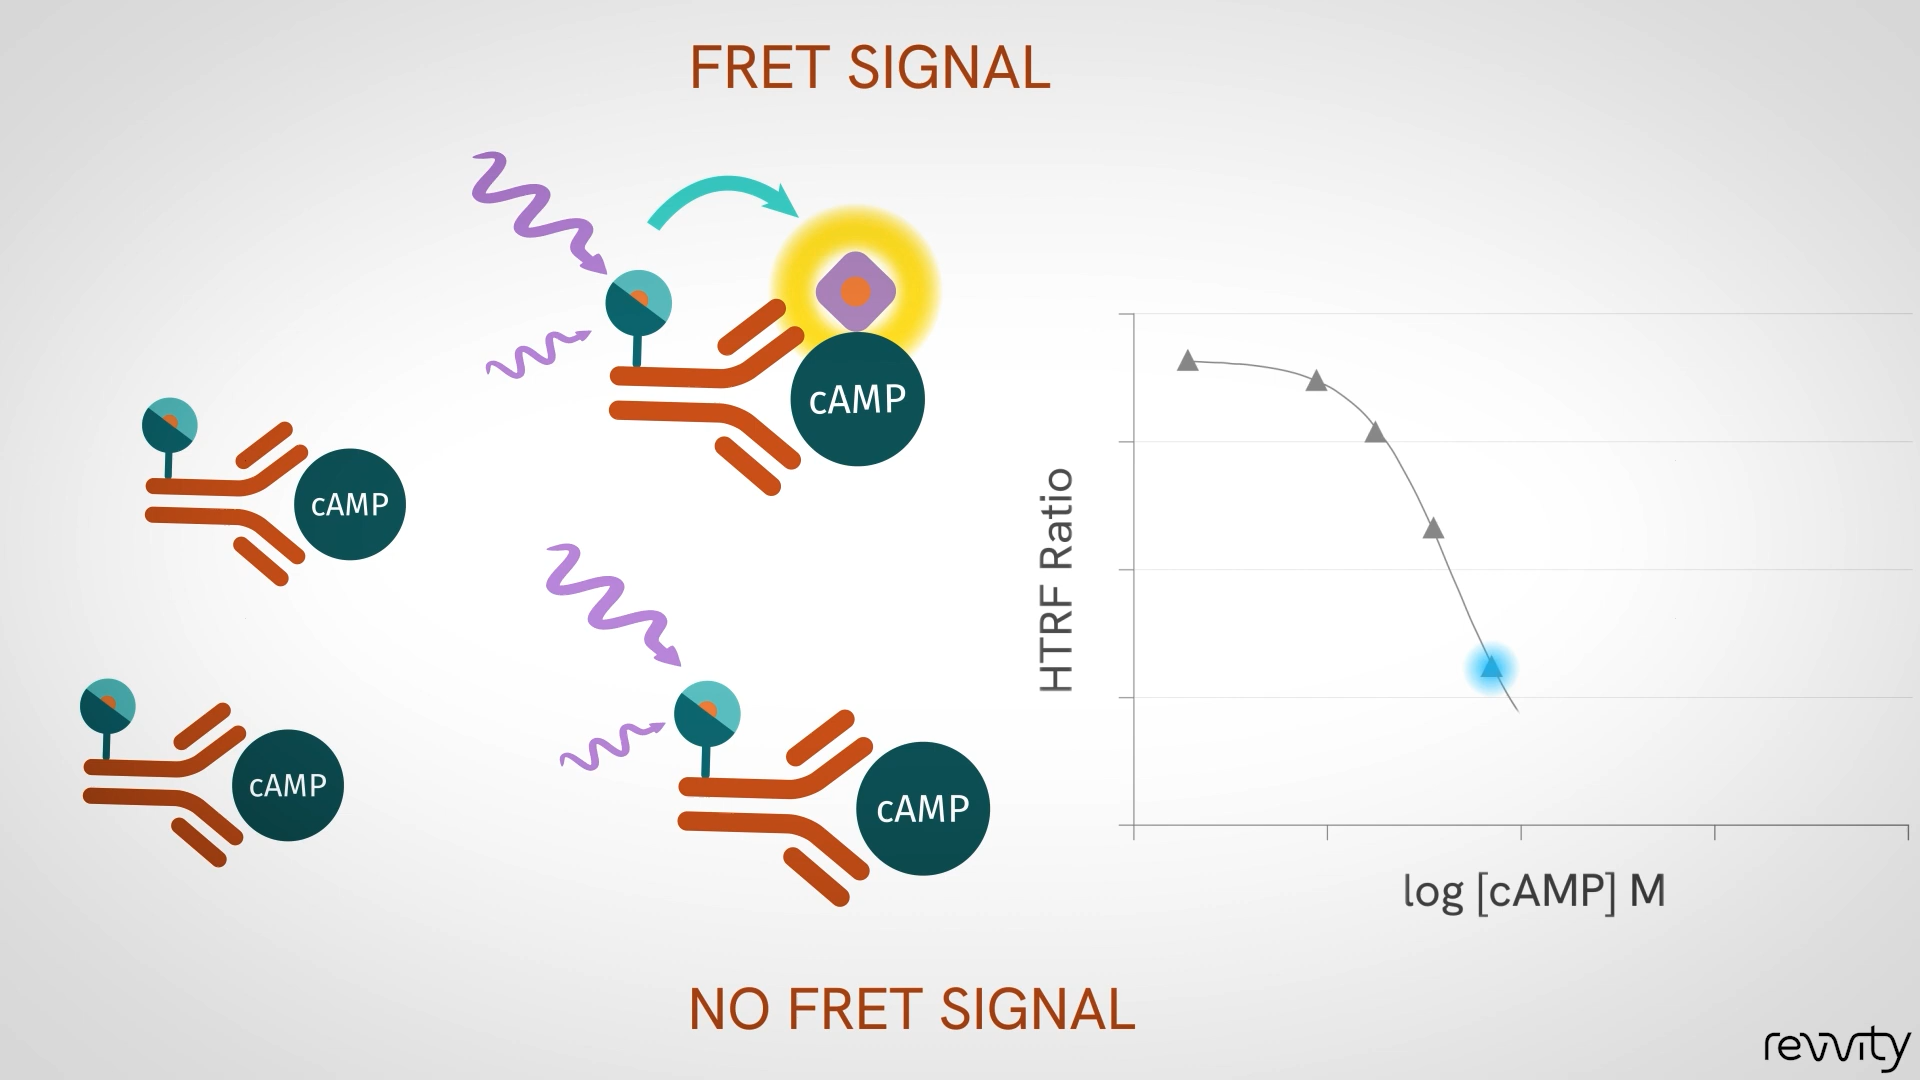 FRET SIGNAL
cAMP
cAMP
cAMP
cAMP
HTRF Ratio
log [cAMP] M
NO FRET SIGNAL
revvity